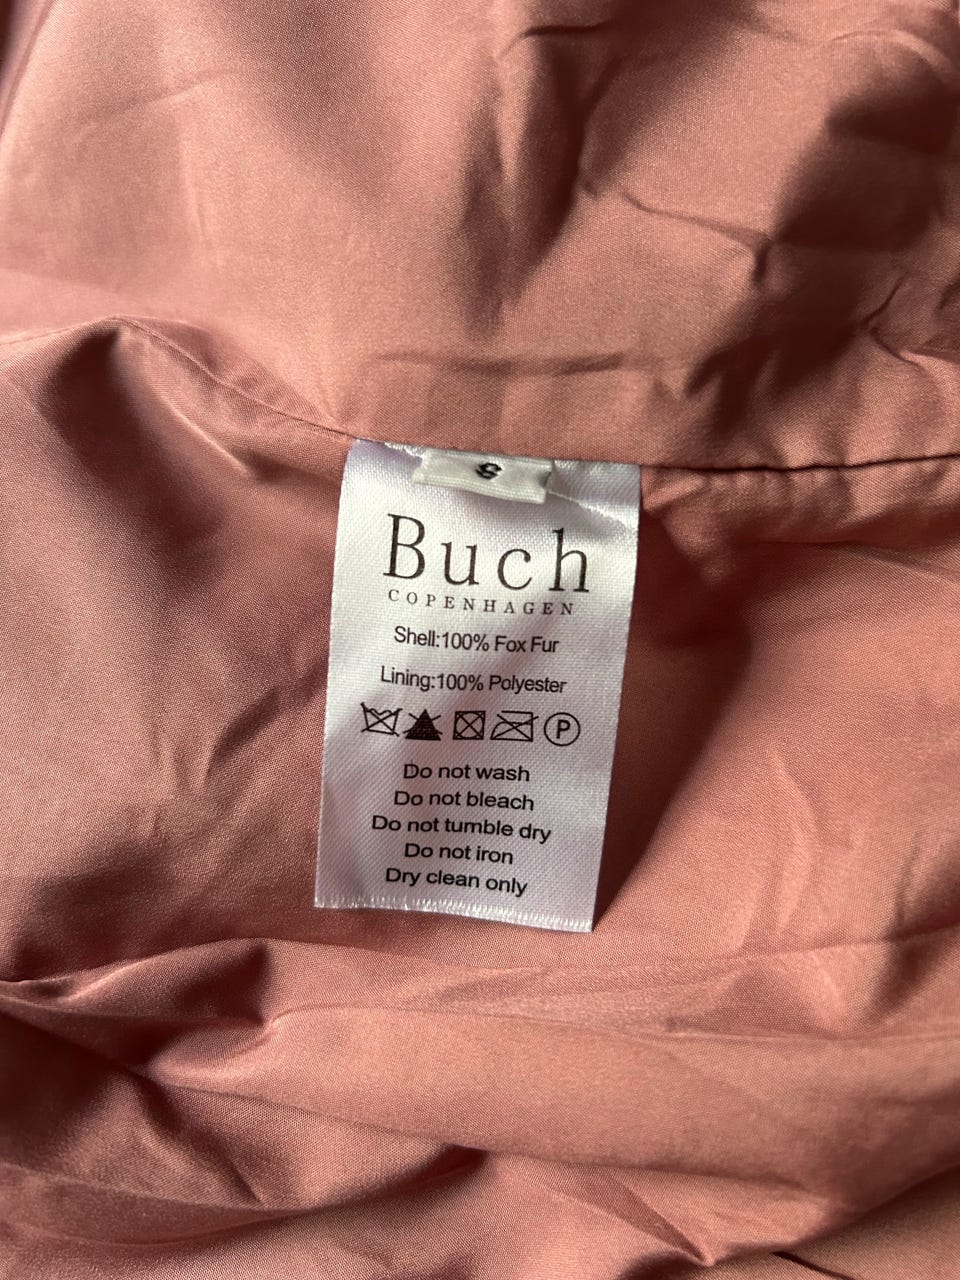 S
Buch
COPENHAGEN
Shell:100% Fox Fur
Lining:100% Polyester
P
Do not wash
Do not bleach
Do not tumble dry
Do not iron
Dry clean only